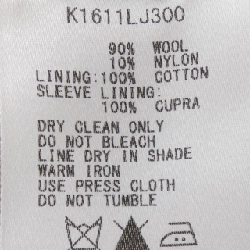 K1611LJ300
90% WOOL
10% NYLON
LINING:100% COTTON
SLEEVE LINING:
100% CUPRA
DRY CLEAN ONLY
DO NOT BLEACH
LINE DRY IN SHADE
WARM IRON
USE PRESS CLOTH
DO NOT TUMBLE